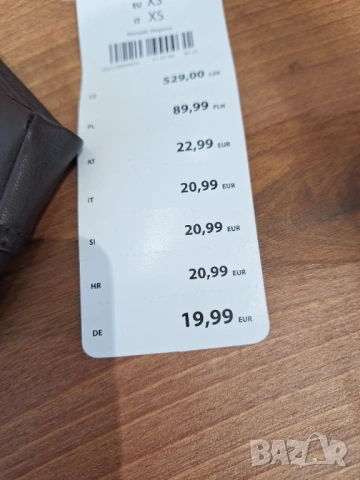 EU XS
IT XS
CZ 529,00 CZK
PL 89,99 PLN
AT 22,99 EUR
IT 20,99 EUR
SI 20,99 EUR
HR 20,99 EUR
DE 19,99 EUR
BAZAR